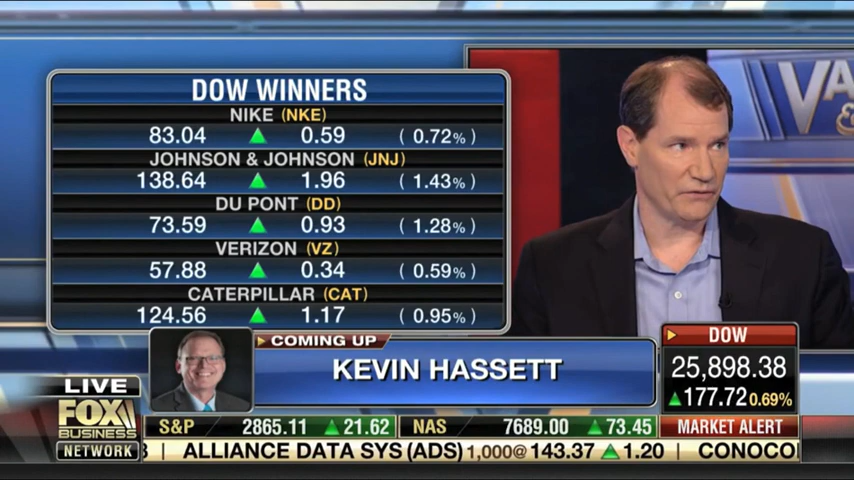 DOW WINNERS
NIKE (NKE)
83.04 ▲ 0.59 (0.72%)
JOHNSON & JOHNSON (JNJ)
138.64 ▲ 1.96 (1.43%)
DU PONT (DD)
73.59 ▲ 0.93 (1.28%)
VERIZON (VZ)
57.88 ▲ 0.34 (0.59%)
CATERPILLAR (CAT)
124.56 ▲ 1.17 (0.95%)
VA
&
COMING UP
KEVIN HASSETT
DOW
25,898.38
▲177.72 0.69%
LIVE
FOX
BUSINESS
NETWORK
S&P 2865.11 ▲ 21.62 NAS 7689.00 ▲ 73.45 MARKET ALERT
ALLIANCE DATA SYS (ADS) 1,000@ 143.37 ▲ 1.20 | CONOCO